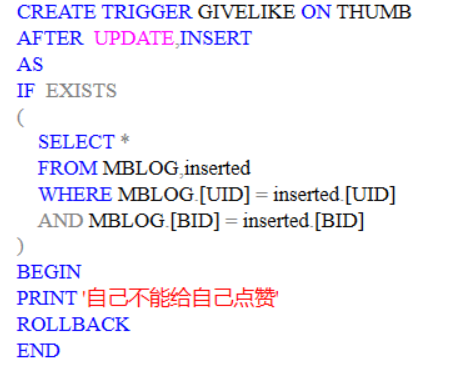 CREATE TRIGGER GIVELIKE ON THUMB
AFTER UPDATE,INSERT
AS
IF EXISTS
(
SELECT *
FROM MBLOG,inserted
WHERE MBLOG.[UID] = inserted.[UID]
AND MBLOG.[BID] = inserted.[BID]
)
BEGIN
PRINT '自己不能给自己点赞'
ROLLBACK
END